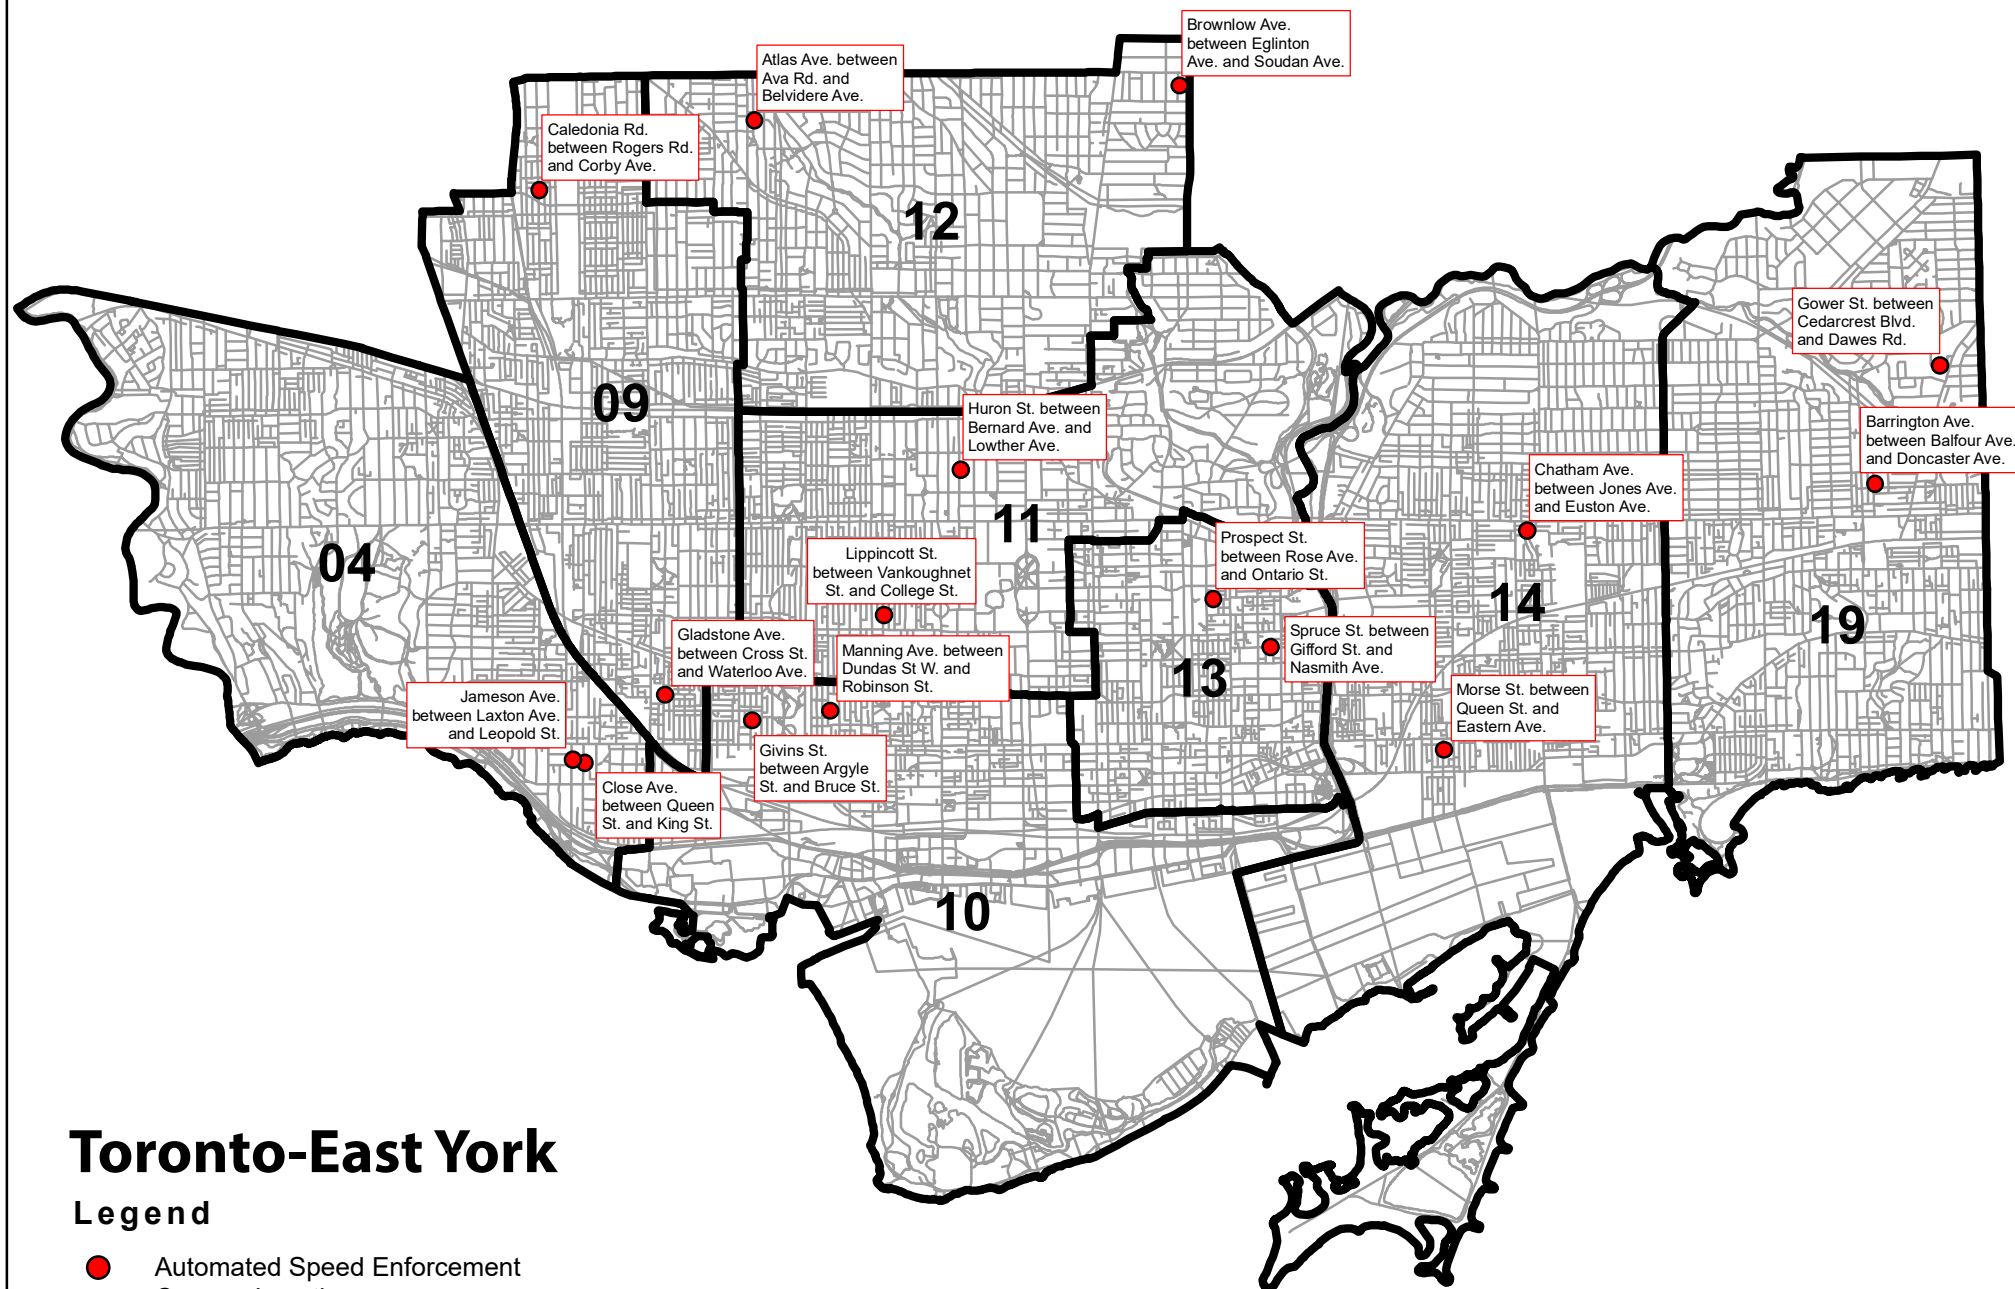 Brownlow Ave.
between Eglinton
Ave. and Soudan Ave.
Atlas Ave. between
Ava Rd. and
Belvidere Ave.
Caledonia Rd.
between Rogers Rd.
and Corby Ave.
12
Gower St. between
Cedarcrest Blvd.
and Dawes Rd.
09
Huron St. between
Bernard Ave. and
Lowther Ave.
Barrington Ave.
between Balfour Ave.
and Doncaster Ave.
Chatham Ave.
between Jones Ave.
and Euston Ave.
11
04
Lippincott St.
between Vankoughnet
St. and College St.
Prospect St.
between Rose Ave.
and Ontario St.
14
19
Gladstone Ave.
between Cross St.
and Waterloo Ave.
Manning Ave. between
Dundas St W. and
Robinson St.
13
Spruce St. between
Gifford St. and
Nasmith Ave.
Jameson Ave.
between Laxton Ave.
and Leopold St.
Morse St. between
Queen St. and
Eastern Ave.
Givins St.
between Argyle
St. and Bruce St.
Close Ave.
between Queen
St. and King St.
10
Toronto-East York
Legend
Automated Speed Enforcement